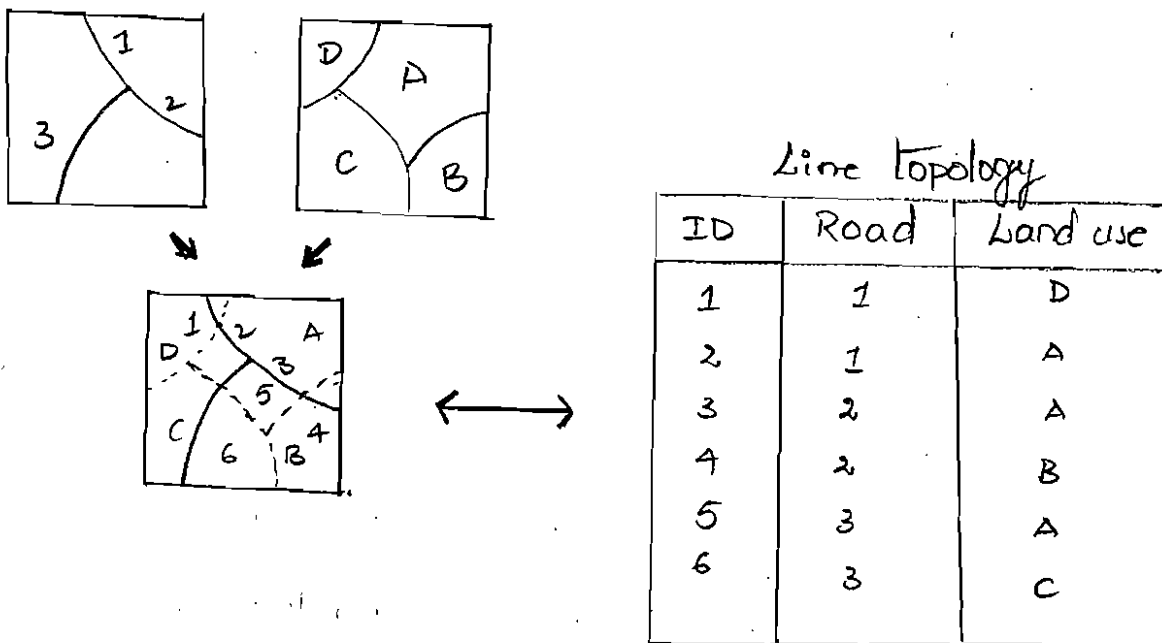 1
2
3
D
A
C
B
1 2 A
D 3
5
C 4
6 B
Line topology
ID Road Land use
1 1 D
2 1 A
3 2 A
4 2 B
5 3 A
6 3 C